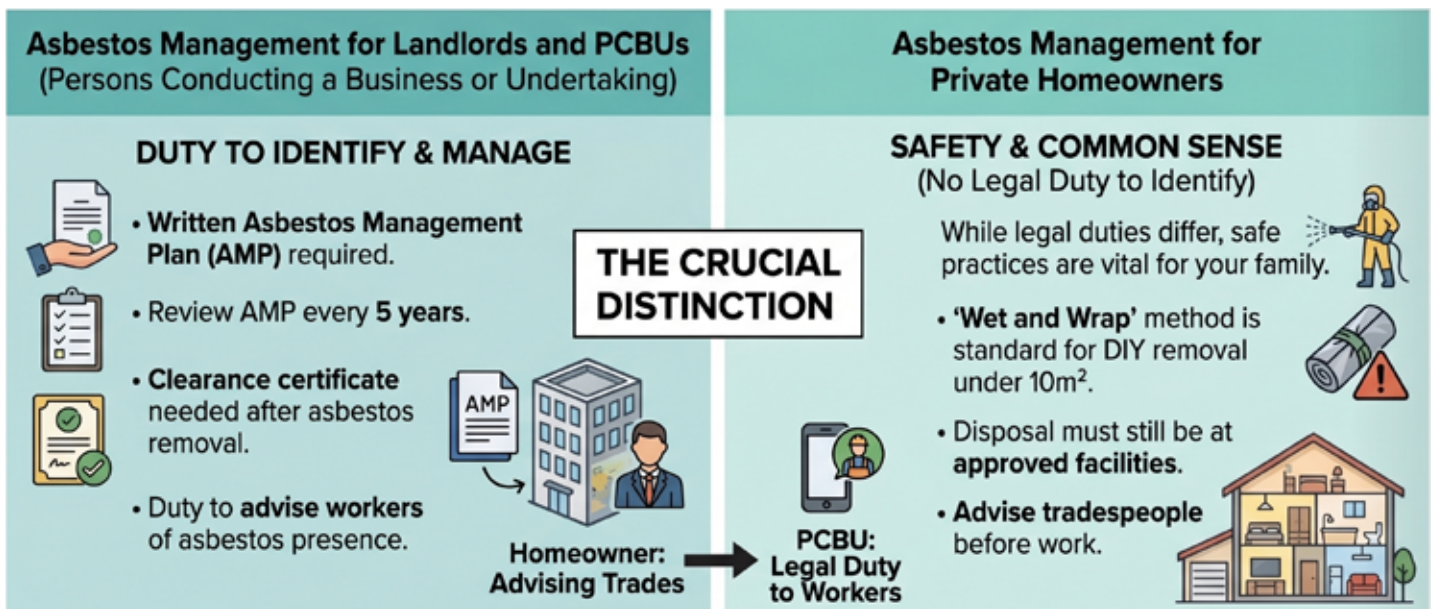 Asbestos Management for Landlords and PCBUs
(Persons Conducting a Business or Undertaking)
DUTY TO IDENTIFY & MANAGE
• Written Asbestos Management
Plan (AMP) required.
• Review AMP every 5 years.
• Clearance certificate
needed after asbestos
removal.
• Duty to advise workers
of asbestos presence.
AMP
THE CRUCIAL
DISTINCTION
Homeowner:
Advising Trades
PCBU:
Legal Duty
to Workers
Asbestos Management for
Private Homeowners
SAFETY & COMMON SENSE
(No Legal Duty to Identify)
While legal duties differ, safe
practices are vital for your family.
• ‘Wet and Wrap’ method is
standard for DIY removal
under 10m².
• Disposal must still be at
approved facilities.
• Advise tradespeople
before work.